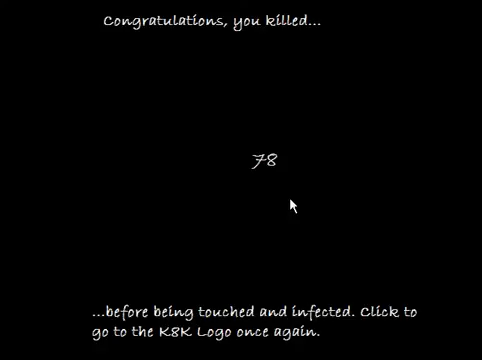 Congratulations, you killed...
78
...before being touched and infected. Click to
go to the K8K Logo once again.